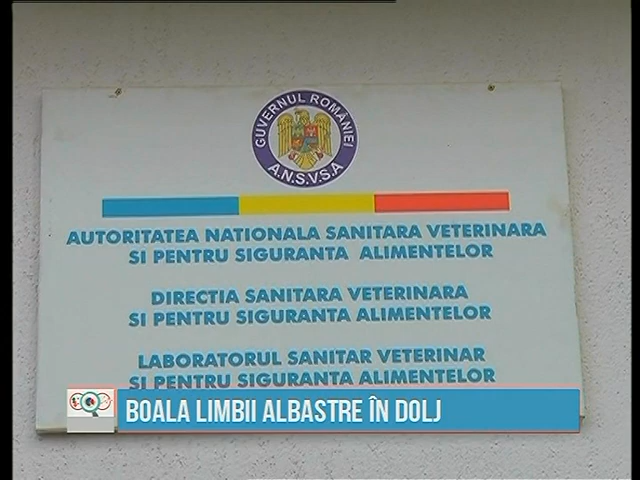 GUVERNUL ROMÂNIEI
A.N.S.V.S.A
AUTORITATEA NATIONALA SANITARA VETERINARA
SI PENTRU SIGURANTA ALIMENTELOR
DIRECTIA SANITARA VETERINARA
SI PENTRU SIGURANTA ALIMENTELOR
LABORATORUL SANITAR VETERINAR
SI PENTRU SIGURANTA ALIMENTELOR
BOALA LIMBII ALBASTRE ÎN DOLJ